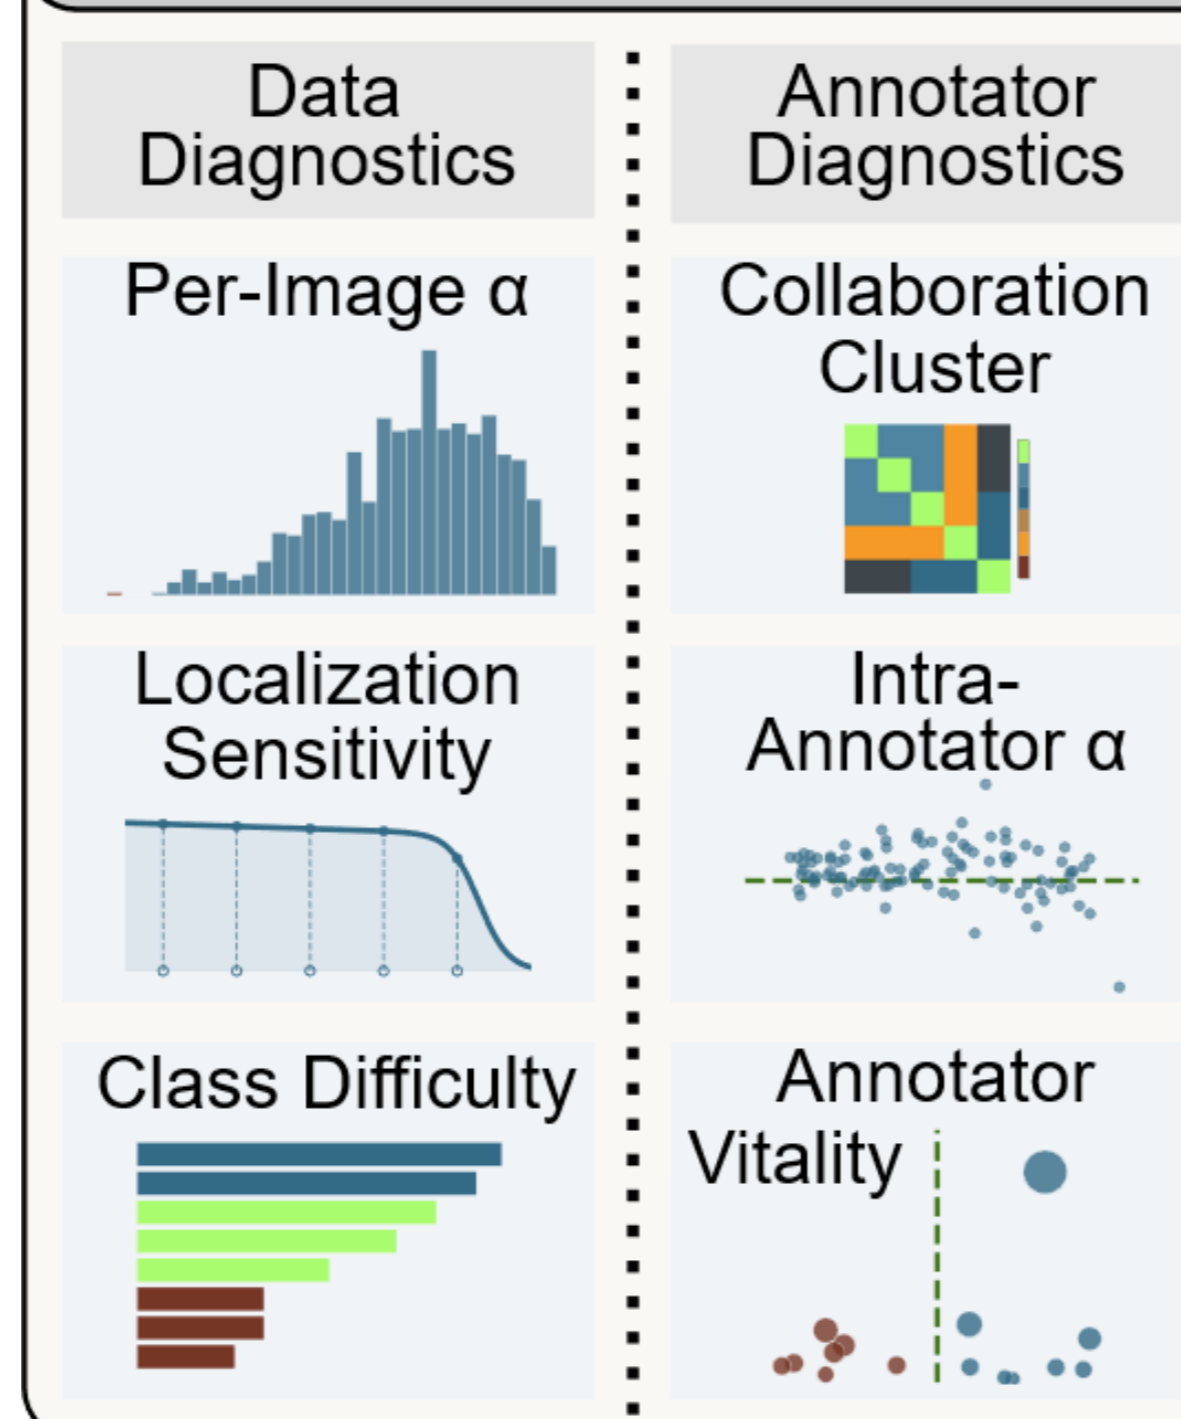 Data
Diagnostics
Per-Image α
Localization
Sensitivity
Class Difficulty
Annotator
Diagnostics
Collaboration
Cluster
Intra-
Annotator α
Annotator
Vitality